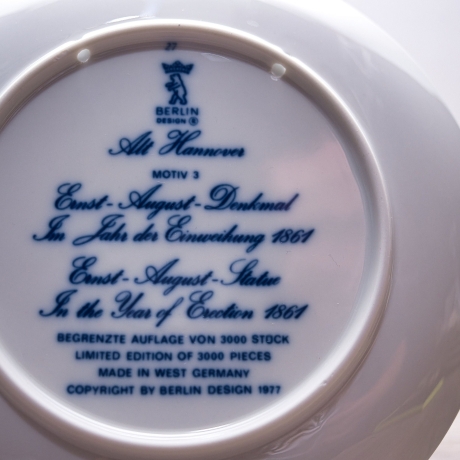 27
BERLIN
DESIGN ®
Alt Hannover
MOTIV 3
Ernst-August-Denkmal
Im Jahr der Einweihung 1861
Ernst-August-Statue
In the Year of Erection 1861
BEGRENZTE AUFLAGE VON 3000 STÜCK
LIMITED EDITION OF 3000 PIECES
MADE IN WEST GERMANY
COPYRIGHT BY BERLIN DESIGN 1977